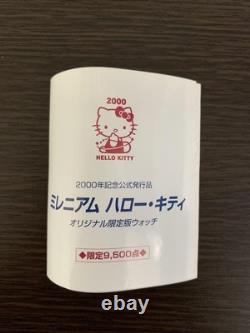 2000
HELLO KITTY
2000年記念公式発行品
ミレニアム ハロー・キティ
オリジナル限定版ウォッチ
◆限定9,500点◆
ebay